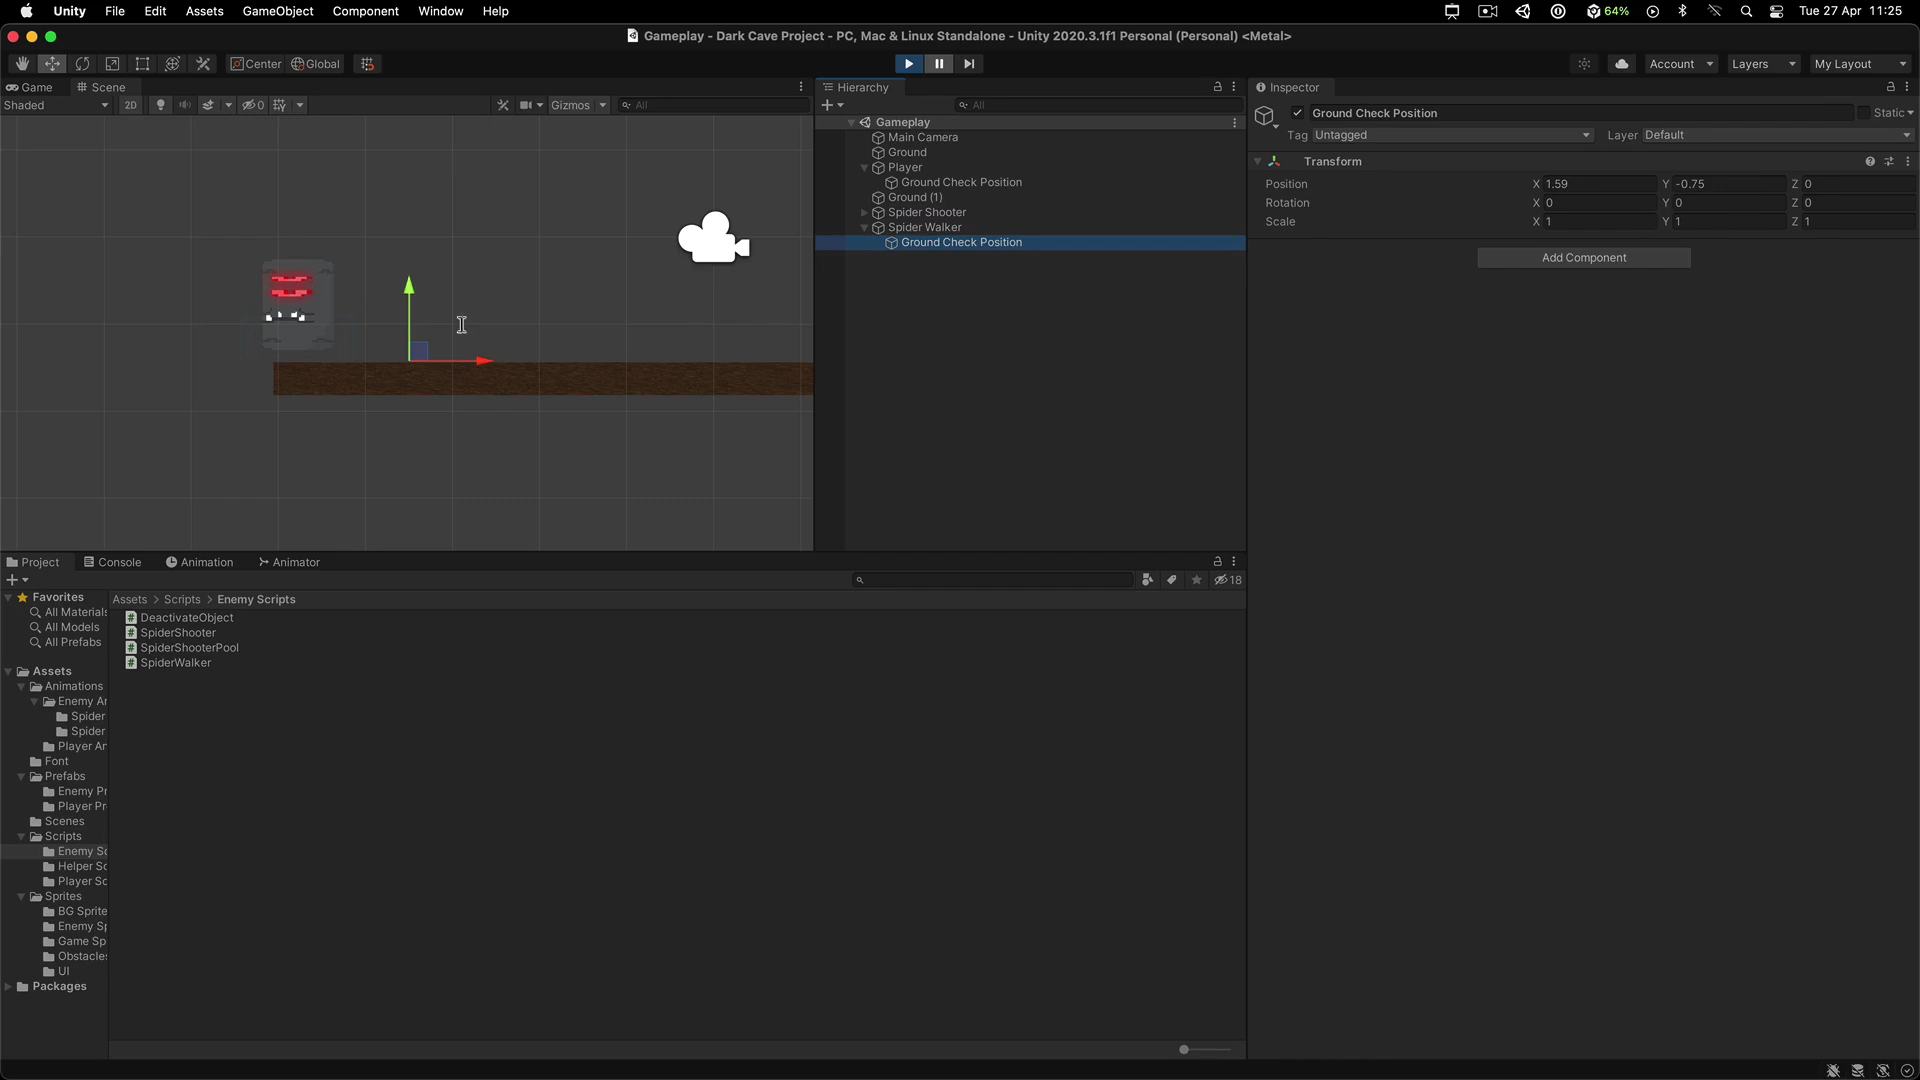 Unity File Edit Assets GameObject Component Window Help 64% Tue 27 Apr 11:25
Gameplay - Dark Cave Project - PC, Mac & Linux Standalone - Unity 2020.3.1f1 Personal (Personal) <Metal>
Center Global Account Layers My Layout
Game Scene
Shaded 2D 0 Gizmos All
Hierarchy
All
Gameplay
Main Camera
Ground
Player
Ground Check Position
Ground (1)
Spider Shooter
Spider Walker
Ground Check Position
Inspector
Ground Check Position Static
Tag Untagged Layer Default
Transform
Position X 1.59 Y -0.75 Z 0
Rotation X 0 Y 0 Z 0
Scale X 1 Y 1 Z 1
Add Component
Project Console Animation Animator
18
Favorites
All Materials
All Models
All Prefabs
Assets
Animations
Enemy Ar
Spider
Spider
Player An
Font
Prefabs
Enemy Pr
Player Pr
Scenes
Scripts
Enemy Sc
Helper Sc
Player Sc
Sprites
BG Sprite
Enemy Sp
Game Sp
Obstacles
UI
Packages
Assets > Scripts > Enemy Scripts
DeactivateObject
SpiderShooter
SpiderShooterPool
SpiderWalker